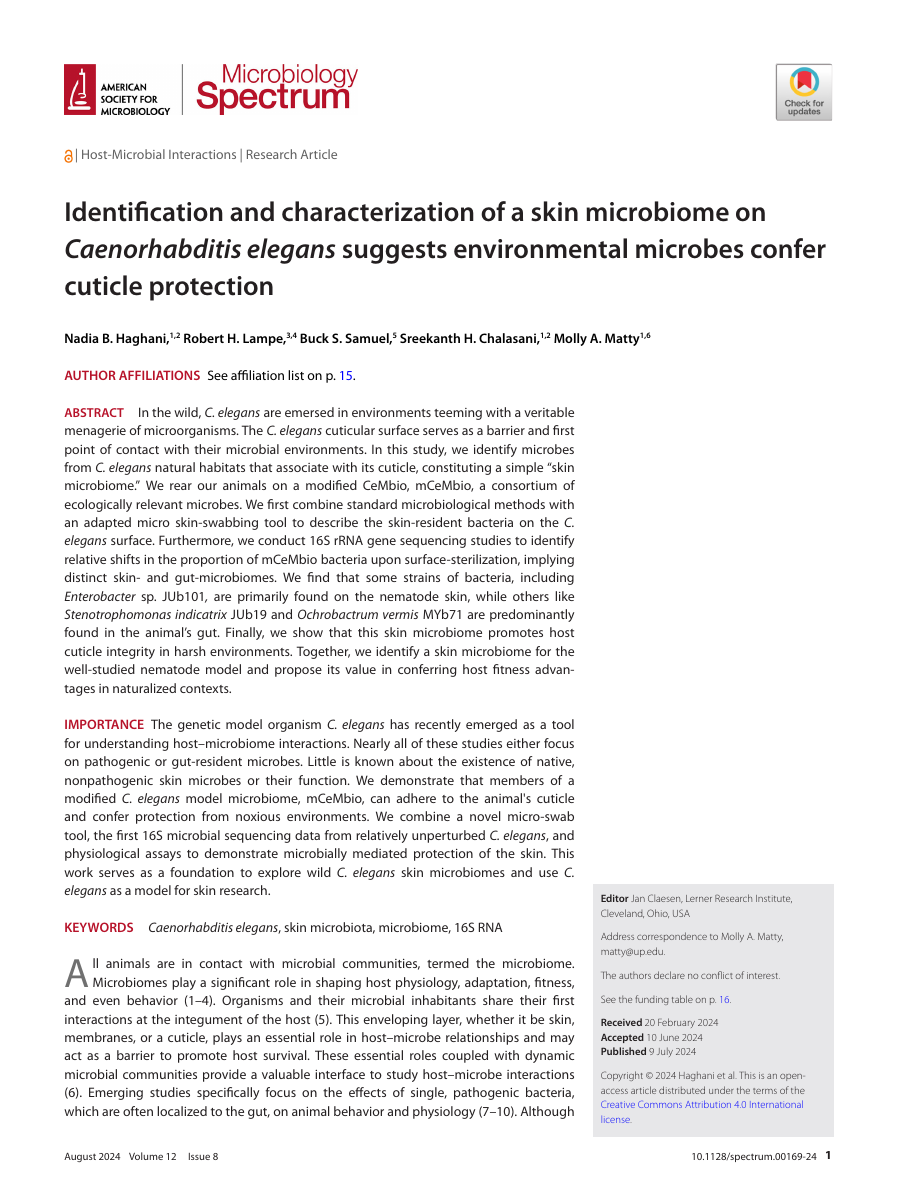 AMERICAN
SOCIETY FOR
MICROBIOLOGY
Microbiology
Spectrum
Check for
updates
| Host-Microbial Interactions | Research Article
Identification and characterization of a skin microbiome on
Caenorhabditis elegans suggests environmental microbes confer
cuticle protection
Nadia B. Haghani,1,2 Robert H. Lampe,3,4 Buck S. Samuel,5 Sreekanth H. Chalasani,1,2 Molly A. Matty1,6
AUTHOR AFFILIATIONS See affiliation list on p. 15.
ABSTRACT In the wild, C. elegans are emersed in environments teeming with a veritable
menagerie of microorganisms. The C. elegans cuticular surface serves as a barrier and first
point of contact with their microbial environments. In this study, we identify microbes
from C. elegans natural habitats that associate with its cuticle, constituting a simple “skin
microbiome.” We rear our animals on a modified CeMbio, mCeMbio, a consortium of
ecologically relevant microbes. We first combine standard microbiological methods with
an adapted micro skin-swabbing tool to describe the skin-resident bacteria on the C.
elegans surface. Furthermore, we conduct 16S rRNA gene sequencing studies to identify
relative shifts in the proportion of mCeMbio bacteria upon surface-sterilization, implying
distinct skin- and gut-microbiomes. We find that some strains of bacteria, including
Enterobacter sp. JUb101, are primarily found on the nematode skin, while others like
Stenotrophomonas indicatrix JUb19 and Ochrobactrum vermis MYb71 are predominantly
found in the animal’s gut. Finally, we show that this skin microbiome promotes host
cuticle integrity in harsh environments. Together, we identify a skin microbiome for the
well-studied nematode model and propose its value in conferring host fitness advan-
tages in naturalized contexts.
IMPORTANCE The genetic model organism C. elegans has recently emerged as a tool
for understanding host–microbiome interactions. Nearly all of these studies either focus
on pathogenic or gut-resident microbes. Little is known about the existence of native,
nonpathogenic skin microbes or their function. We demonstrate that members of a
modified C. elegans model microbiome, mCeMbio, can adhere to the animal's cuticle
and confer protection from noxious environments. We combine a novel micro-swab
tool, the first 16S microbial sequencing data from relatively unperturbed C. elegans, and
physiological assays to demonstrate microbially mediated protection of the skin. This
work serves as a foundation to explore wild C. elegans skin microbiomes and use C.
elegans as a model for skin research.
KEYWORDS Caenorhabditis elegans, skin microbiota, microbiome, 16S RNA
All animals are in contact with microbial communities, termed the microbiome.
Microbiomes play a significant role in shaping host physiology, adaptation, fitness,
and even behavior (1–4). Organisms and their microbial inhabitants share their first
interactions at the integument of the host (5). This enveloping layer, whether it be skin,
membranes, or a cuticle, plays an essential role in host–microbe relationships and may
act as a barrier to promote host survival. These essential roles coupled with dynamic
microbial communities provide a valuable interface to study host–microbe interactions
(6). Emerging studies specifically focus on the effects of single, pathogenic bacteria,
which are often localized to the gut, on animal behavior and physiology (7–10). Although
Editor Jan Claesen, Lerner Research Institute,
Cleveland, Ohio, USA
Address correspondence to Molly A. Matty,
matty@up.edu.
The authors declare no conflict of interest.
See the funding table on p. 16.
Received 20 February 2024
Accepted 10 June 2024
Published 9 July 2024
Copyright © 2024 Haghani et al. This is an open-
access article distributed under the terms of the
Creative Commons Attribution 4.0 International
license.
August 2024 Volume 12 Issue 8
10.1128/spectrum.00169-24 1